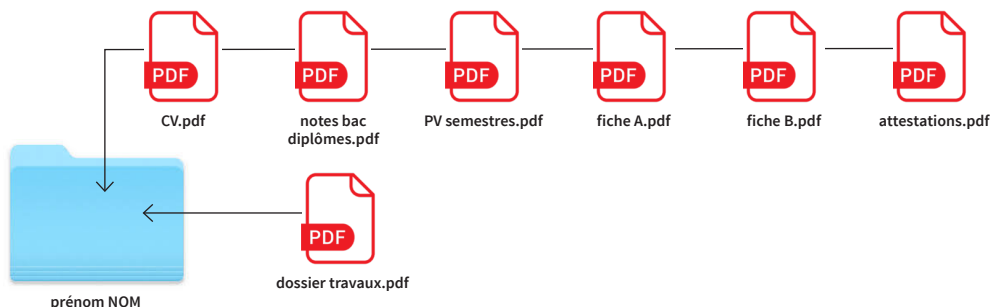 PDF
PDF
PDF
PDF
PDF
PDF
CV.pdf
notes bac
diplômes.pdf
PV semestres.pdf
fiche A.pdf
fiche B.pdf
attestations.pdf
PDF
dossier travaux.pdf
prénom NOM